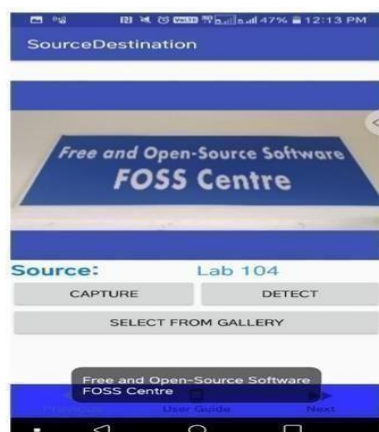 47% 12:13 PM
SourceDestination
Free and Open-Source Software
FOSS Centre
Source: Lab 104
CAPTURE DETECT
SELECT FROM GALLERY
Free and Open-Source Software
FOSS Centre
Previous User Guide Next